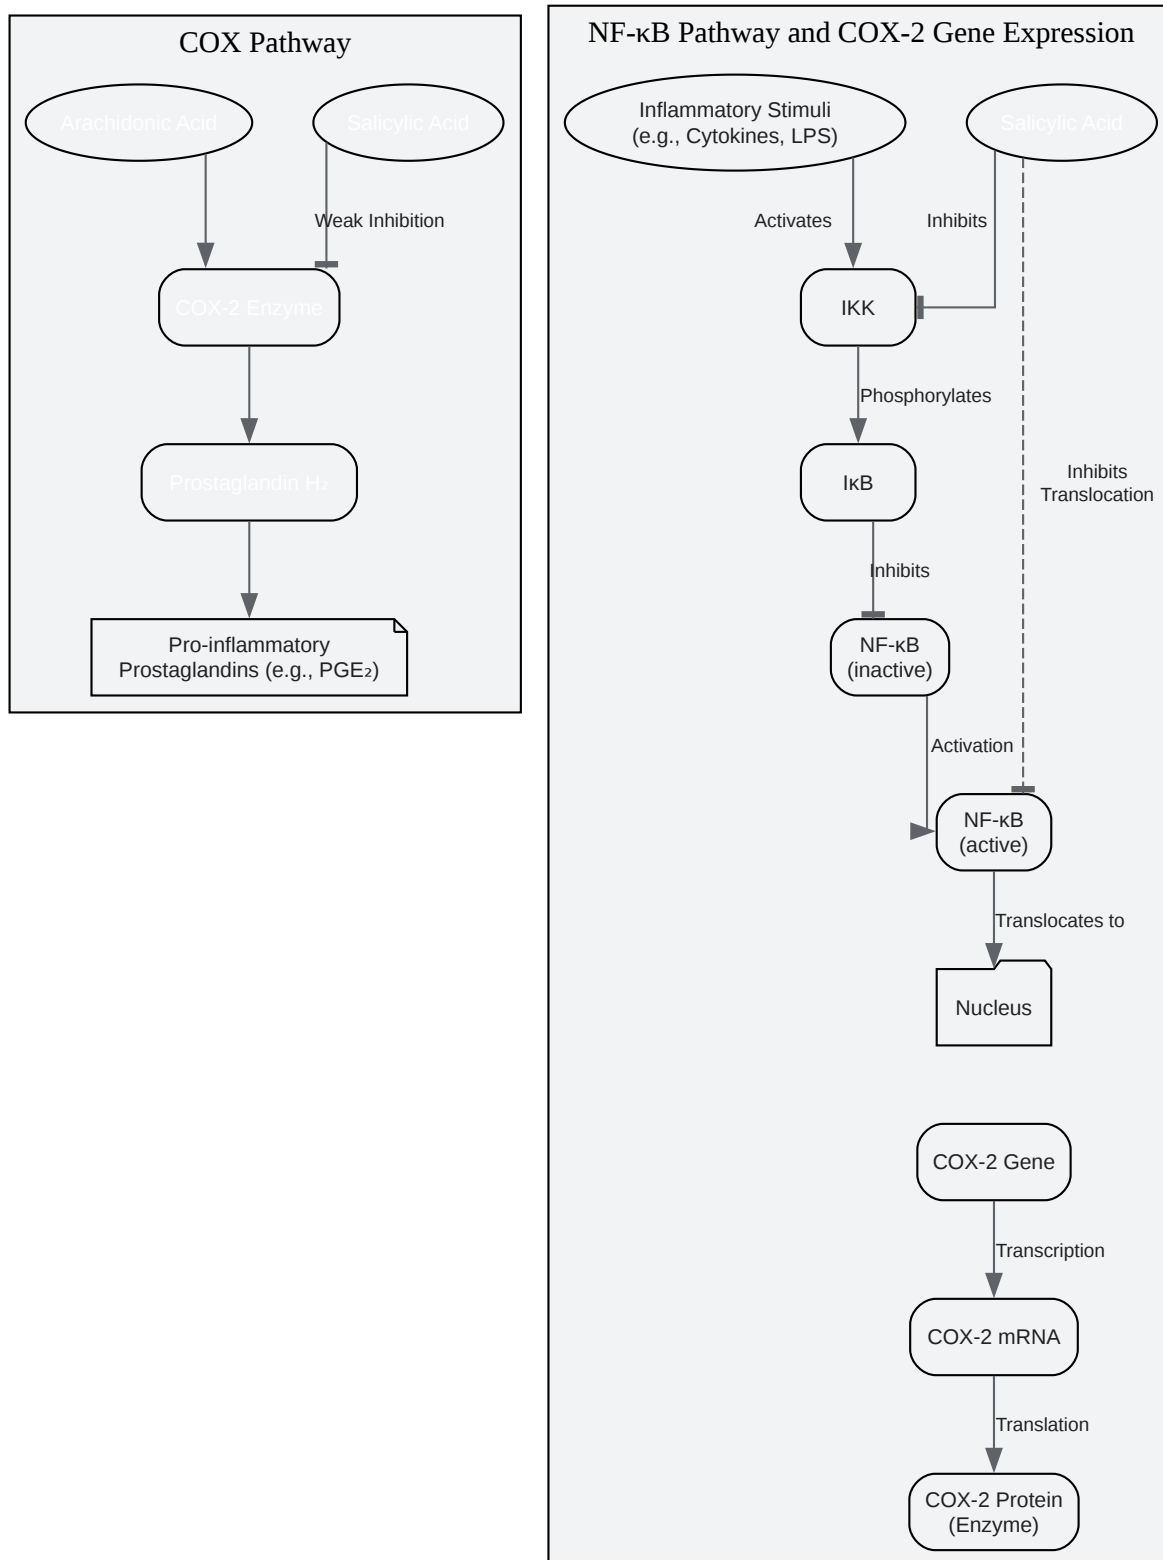 COX Pathway
Arachidonic Acid
Salicylic Acid
Weak Inhibition
COX-2 Enzyme
Prostaglandin H₂
Pro-inflammatory
Prostaglandins (e.g., PGE₂)
NF-κB Pathway and COX-2 Gene Expression
Inflammatory Stimuli
(e.g., Cytokines, LPS)
Salicylic Acid
Activates
Inhibits
IKK
Phosphorylates
IκB
Inhibits
Translocation
Inhibits
NF-κB
(inactive)
Activation
NF-κB
(active)
Translocates to
Nucleus
COX-2 Gene
Transcription
COX-2 mRNA
Translation
COX-2 Protein
(Enzyme)